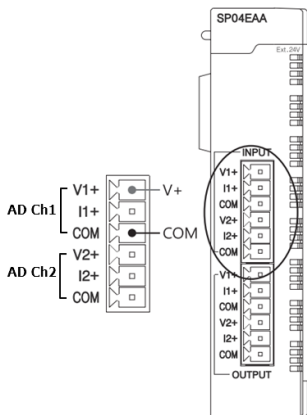 SP04EAA
Ext. 24V
INPUT
V1+
I1+
COM
V2+
I2+
COM
V1+
I1+
COM
V2+
I2+
COM
OUTPUT
AD Ch1
V1+
V+
I1+
COM
COM
AD Ch2
V2+
I2+
COM